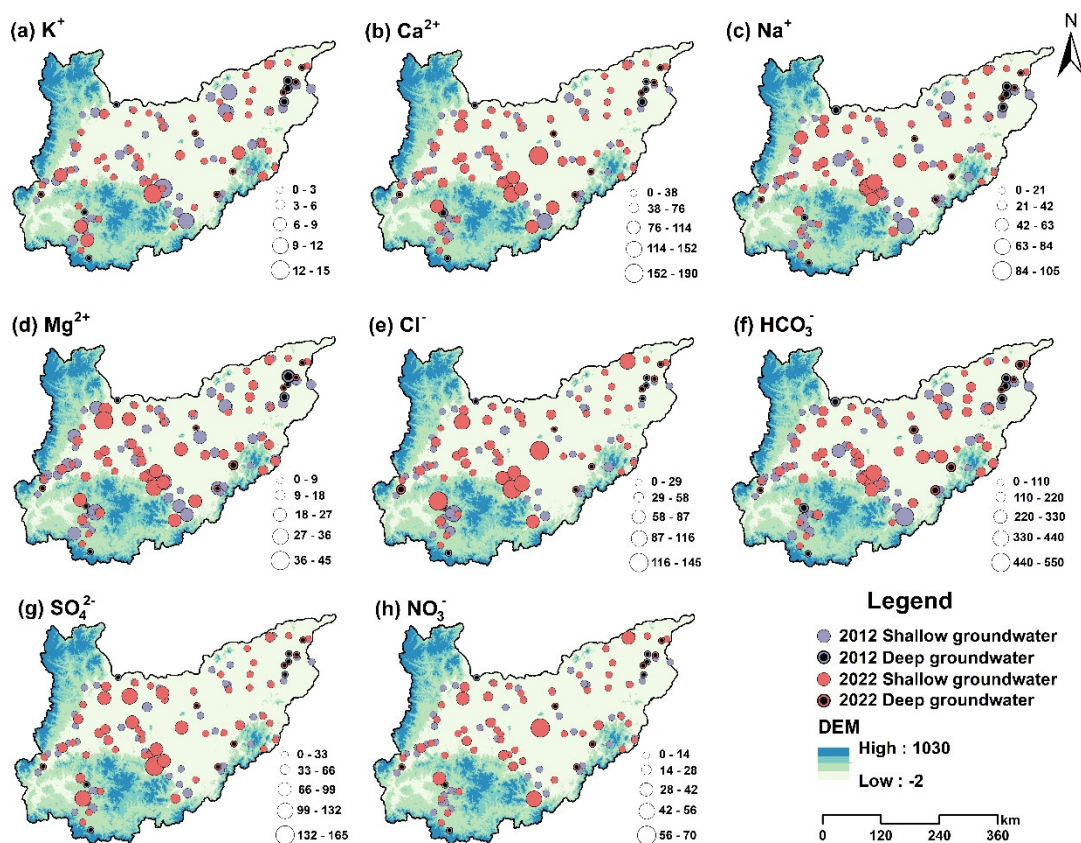 (a) K⁺
(b) Ca²⁺
(c) Na⁺
N
0 - 3
3 - 6
6 - 9
9 - 12
12 - 15
0 - 38
38 - 76
76 - 114
114 - 152
152 - 190
0 - 21
21 - 42
42 - 63
63 - 84
84 - 105
(d) Mg²⁺
(e) Cl⁻
(f) HCO₃⁻
0 - 9
9 - 18
18 - 27
27 - 36
36 - 45
0 - 29
29 - 58
58 - 87
87 - 116
116 - 145
0 - 110
110 - 220
220 - 330
330 - 440
440 - 550
(g) SO₄²⁻
(h) NO₃⁻
0 - 33
33 - 66
66 - 99
99 - 132
132 - 165
0 - 14
14 - 28
28 - 42
42 - 56
56 - 70
Legend
2012 Shallow groundwater
2012 Deep groundwater
2022 Shallow groundwater
2022 Deep groundwater
DEM
High : 1030
Low : -2
km
0 120 240 360